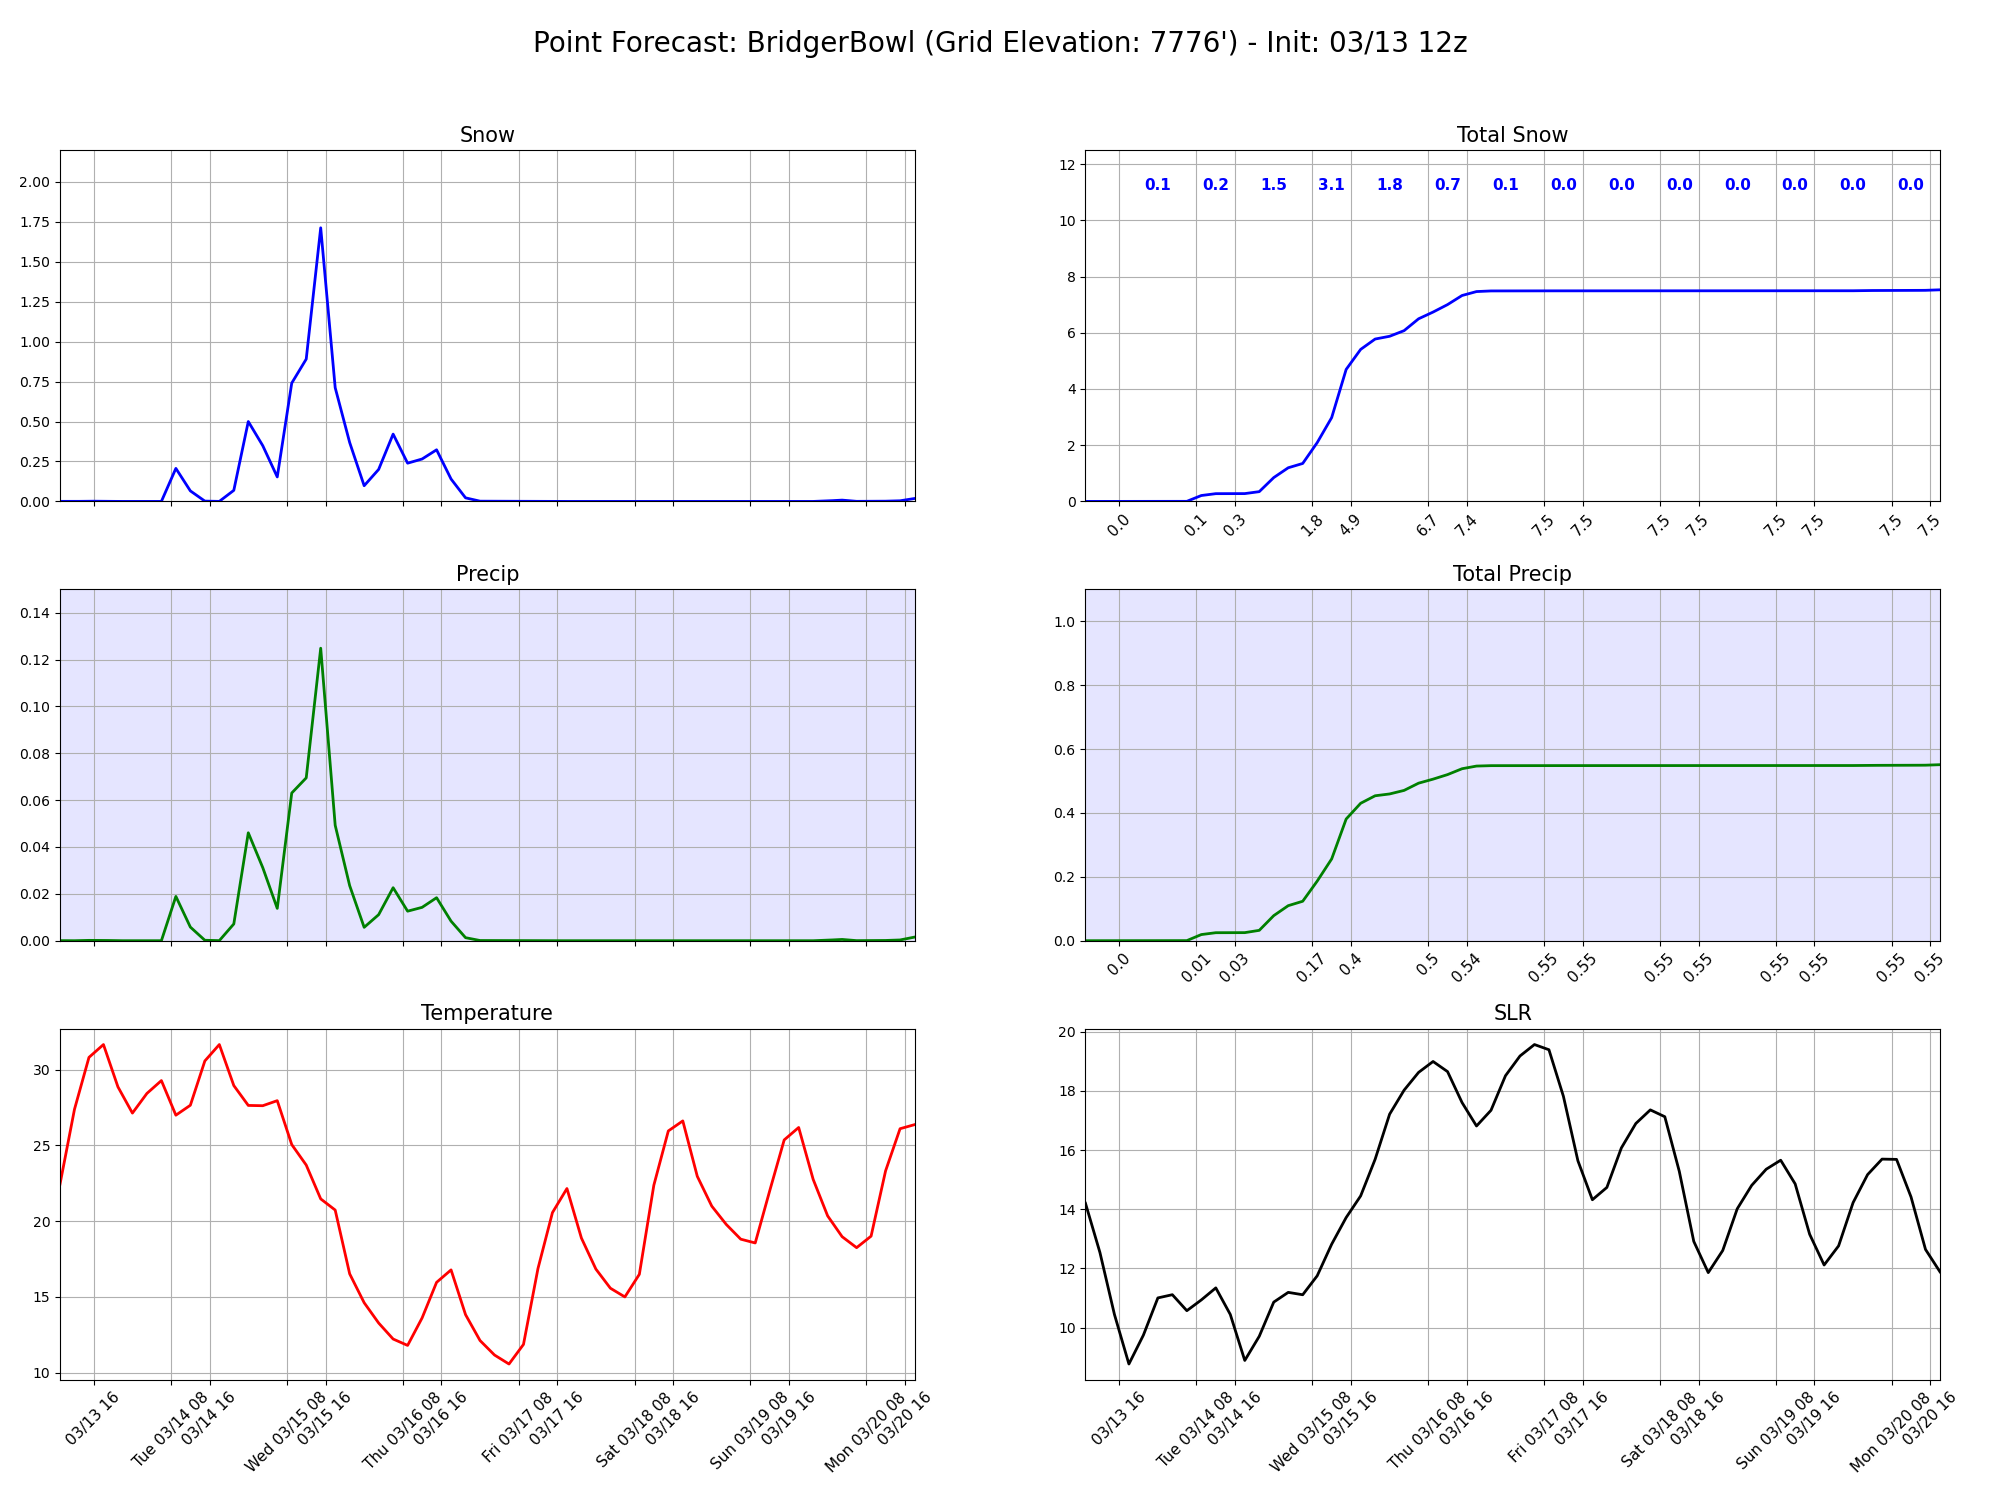 Point Forecast: BridgerBowl (Grid Elevation: 7776') - Init: 03/13 12z
Snow
2.00
1.75
1.50
1.25
1.00
0.75
0.50
0.25
0.00
Total Snow
12
10
8
6
4
2
0
0.1 0.2 1.5 3.1 1.8 0.7 0.1 0.0 0.0 0.0 0.0 0.0 0.0 0.0
0.0 0.1 0.3 1.8 4.9 6.7 7.4 7.5 7.5 7.5 7.5 7.5 7.5 7.5 7.5
Precip
0.14
0.12
0.10
0.08
0.06
0.04
0.02
0.00
Total Precip
1.0
0.8
0.6
0.4
0.2
0.0
0.0 0.01 0.03 0.17 0.4 0.5 0.54 0.55 0.55 0.55 0.55 0.55 0.55 0.55 0.55
Temperature
30
25
20
15
10
03/13 16
Tue 03/14 08
03/14 16
Wed 03/15 08
03/15 16
Thu 03/16 08
03/16 16
Fri 03/17 08
03/17 16
Sat 03/18 08
03/18 16
Sun 03/19 08
03/19 16
Mon 03/20 08
03/20 16
SLR
20
18
16
14
12
10
03/13 16
Tue 03/14 08
03/14 16
Wed 03/15 08
03/15 16
Thu 03/16 08
03/16 16
Fri 03/17 08
03/17 16
Sat 03/18 08
03/18 16
Sun 03/19 08
03/19 16
Mon 03/20 08
03/20 16